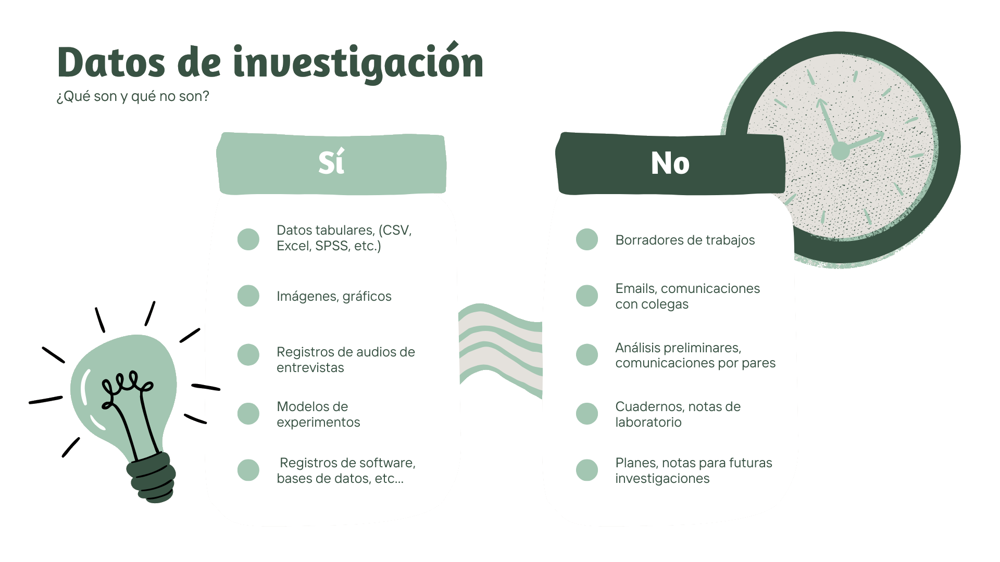 Datos de investigación
¿Qué son y qué no son?
Sí
Datos tabulares, (CSV,
Excel, SPSS, etc.)
Imágenes, gráficos
Registros de audios de
entrevistas
Modelos de
experimentos
Registros de software,
bases de datos, etc...
No
Borradores de trabajos
Emails, comunicaciones
con colegas
Análisis preliminares,
comunicaciones por pares
Cuadernos, notas de
laboratorio
Planes, notas para futuras
investigaciones